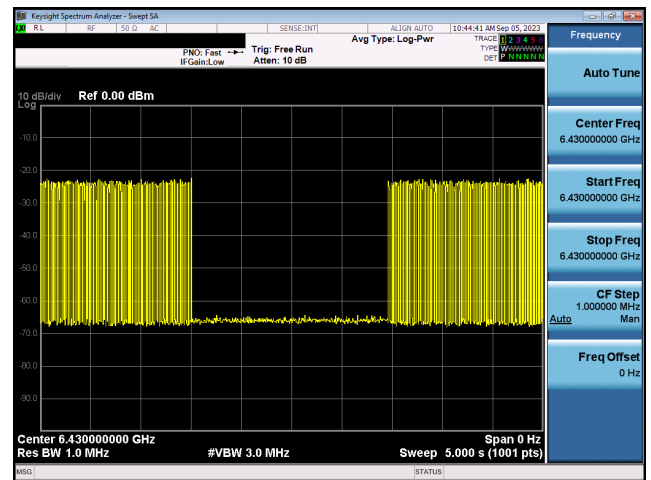 Keysight Spectrum Analyzer - Swept SA
RL RF 50 Ω AC SENSE:INT ALIGN AUTO 10:44:41 AM Sep 05, 2023
PNO: Fast Trig: Free Run Avg Type: Log-Pwr TRACE 1 2 3 4 5 6
IFGain:Low Atten: 10 dB TYPE W
DET P N N N N N
10 dB/div Ref 0.00 dBm
Log
-10.0
-20.0
-30.0
-40.0
-50.0
-60.0
-70.0
-80.0
-90.0
Center 6.430000000 GHz Span 0 Hz
Res BW 1.0 MHz #VBW 3.0 MHz Sweep 5.000 s (1001 pts)
MSG STATUS
Frequency
Auto Tune
Center Freq
6.430000000 GHz
Start Freq
6.430000000 GHz
Stop Freq
6.430000000 GHz
CF Step
1.000000 MHz
Auto Man
Freq Offset
0 Hz